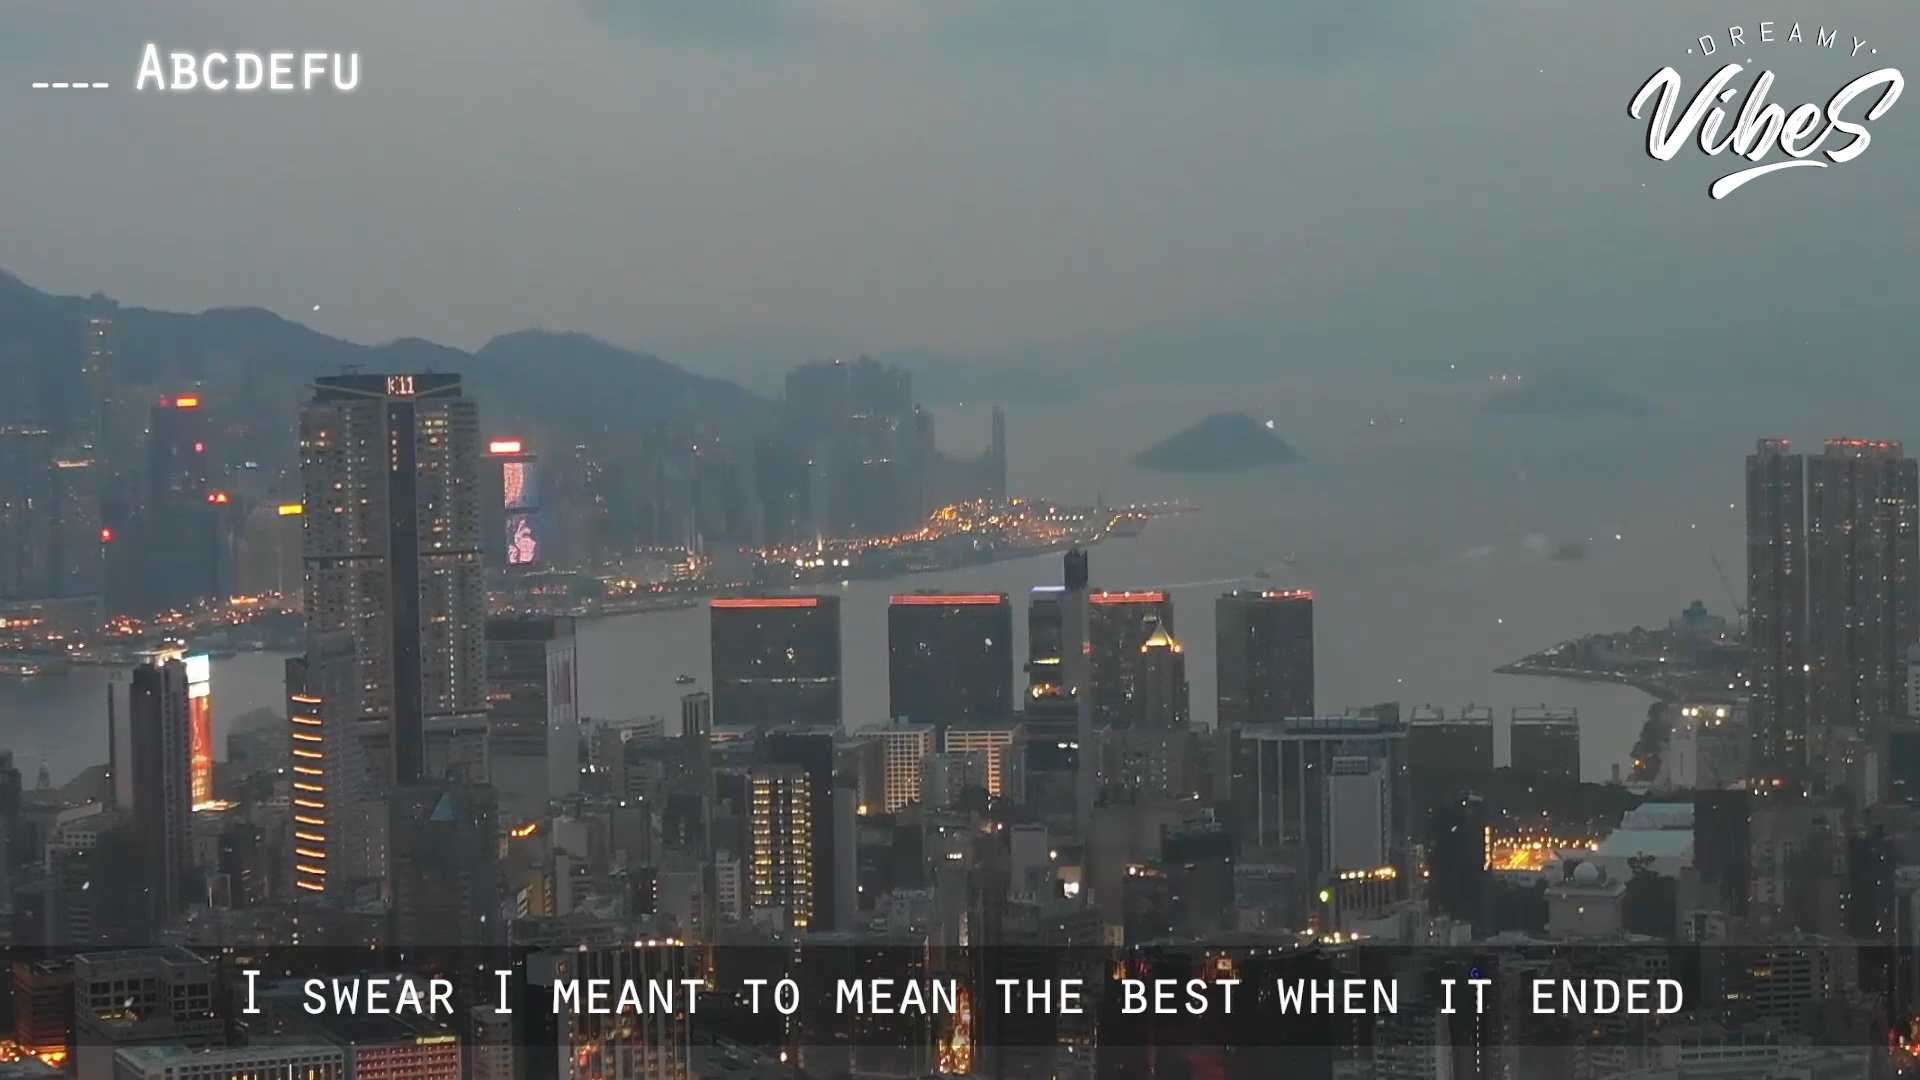 ____ Abcdefu
DREAMY
Vibes
K11
I swear I meant to mean the best when it ended